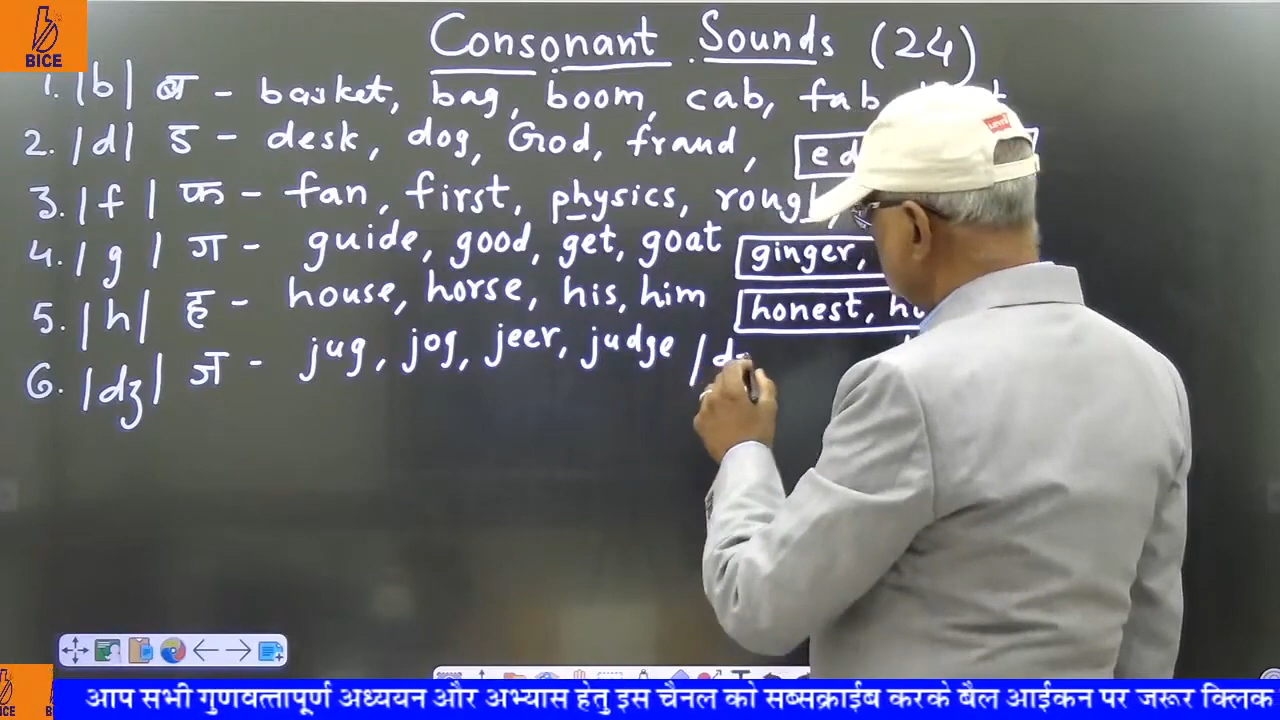 BICE
Consonant Sounds (24)
1. |b| ब - basket, bag, boom, cab, fab
2. |d| ड - desk, dog, God, fraud,
3. |f| फ - fan, first, physics, rough,
4. |g| ग - guide, good, get, goat ginger,
5. |h| ह - house, horse, his, him honest,
6. |dʒ| ज - jug, jog, jeer, judge
BICE
आप सभी गुणवत्तापूर्ण अध्ययन और अभ्यास हेतु इस चैनल को सब्सक्राईब करके बैल आईकन पर जरूर क्लिक